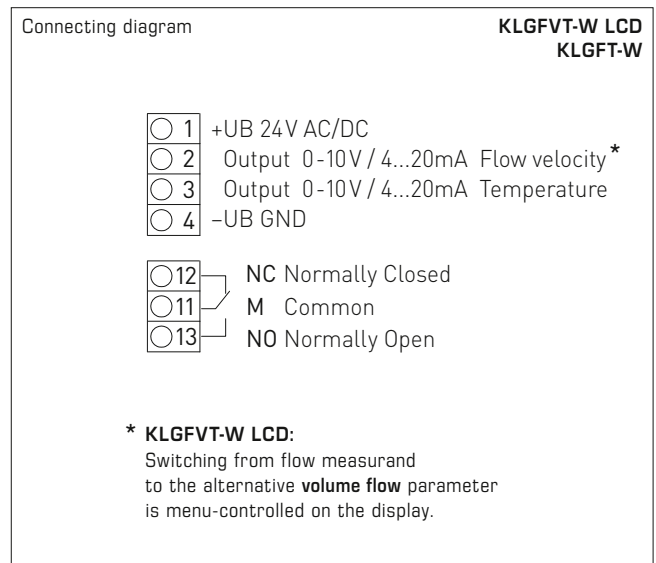 Connecting diagram KLGFVT-W LCD
KLGFT-W
1 +UB 24V AC/DC
2 Output 0-10V / 4...20mA Flow velocity*
3 Output 0-10V / 4...20mA Temperature
4 –UB GND
12 NC Normally Closed
11 M Common
13 NO Normally Open
* KLGFVT-W LCD:
Switching from flow measurand
to the alternative volume flow parameter
is menu-controlled on the display.